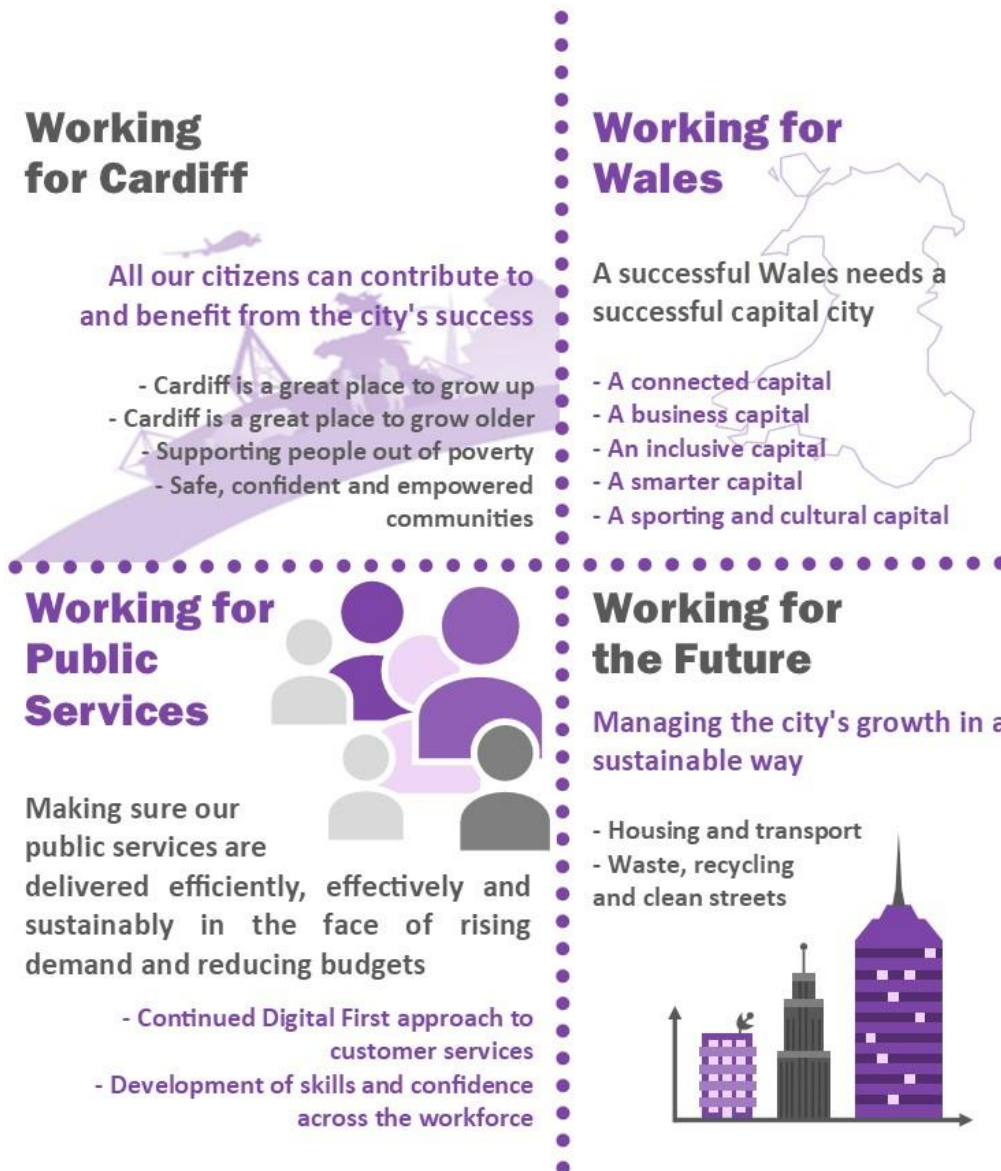 Working
for Cardiff
All our citizens can contribute to
and benefit from the city's success
- Cardiff is a great place to grow up
- Cardiff is a great place to grow older
- Supporting people out of poverty
- Safe, confident and empowered
communities
Working for
Wales
A successful Wales needs a
successful capital city
- A connected capital
- A business capital
- An inclusive capital
- A smarter capital
- A sporting and cultural capital
Working for
Public
Services
Making sure our
public services are
delivered efficiently, effectively and
sustainably in the face of rising
demand and reducing budgets
- Continued Digital First approach to
customer services
- Development of skills and confidence
across the workforce
Working for
the Future
Managing the city's growth in a
sustainable way
- Housing and transport
- Waste, recycling
and clean streets